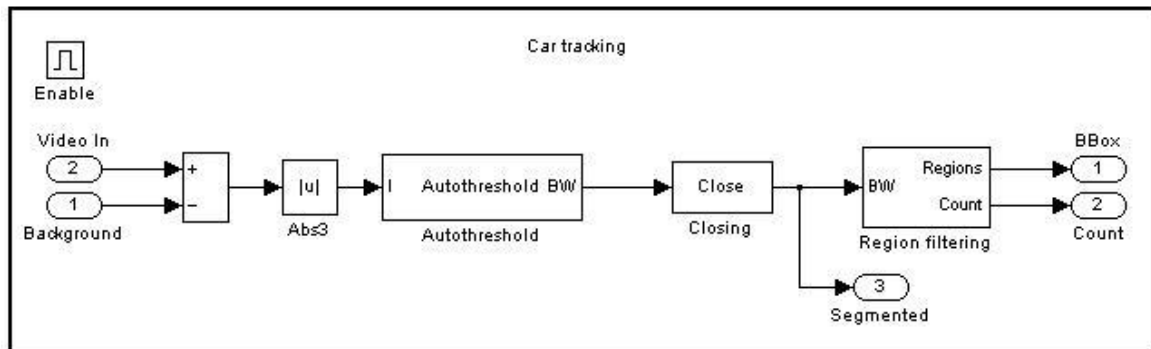 Car tracking
Enable
Video In
2
+
1
−
Background
|u|
Abs3
I
Autothreshold BW
Autothreshold
Close
Closing
BW
Regions
Count
Region filtering
BBox
1
2
Count
3
Segmented